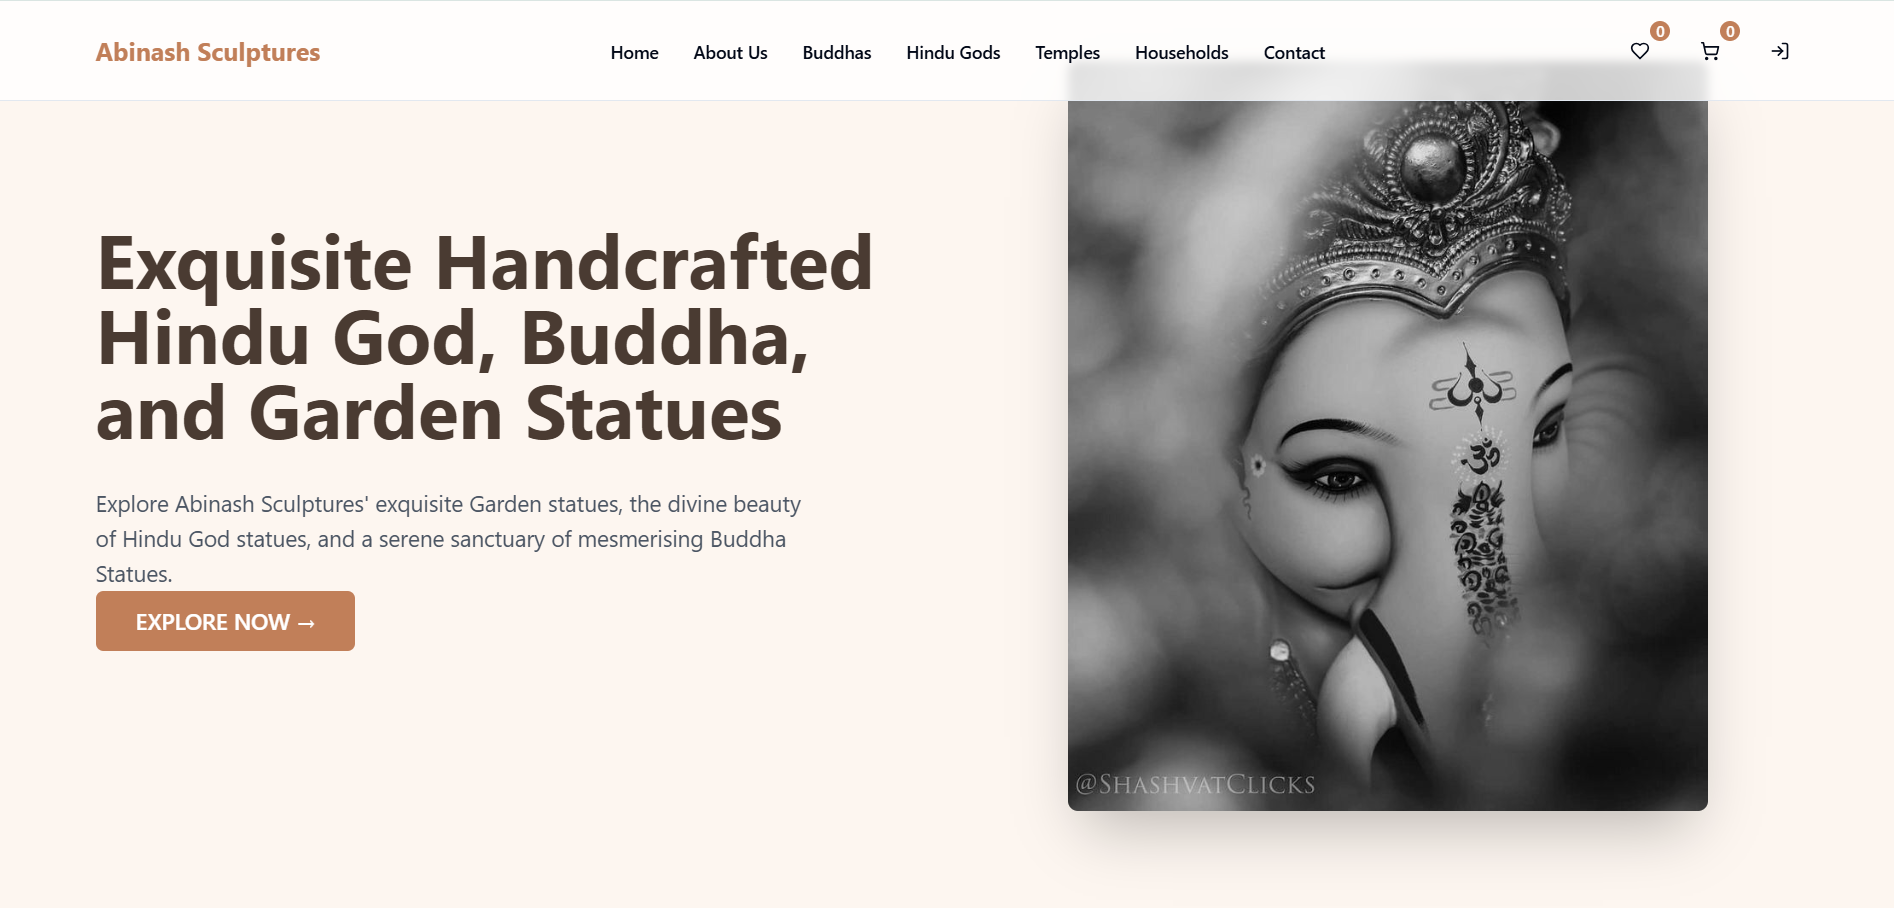 Abinash Sculptures
Home About Us Buddhas Hindu Gods Temples Households Contact
0 0
Exquisite Handcrafted
Hindu God, Buddha,
and Garden Statues
Explore Abinash Sculptures' exquisite Garden statues, the divine beauty
of Hindu God statues, and a serene sanctuary of mesmerising Buddha
Statues.
EXPLORE NOW →
ॐ
@ShashvatClicks